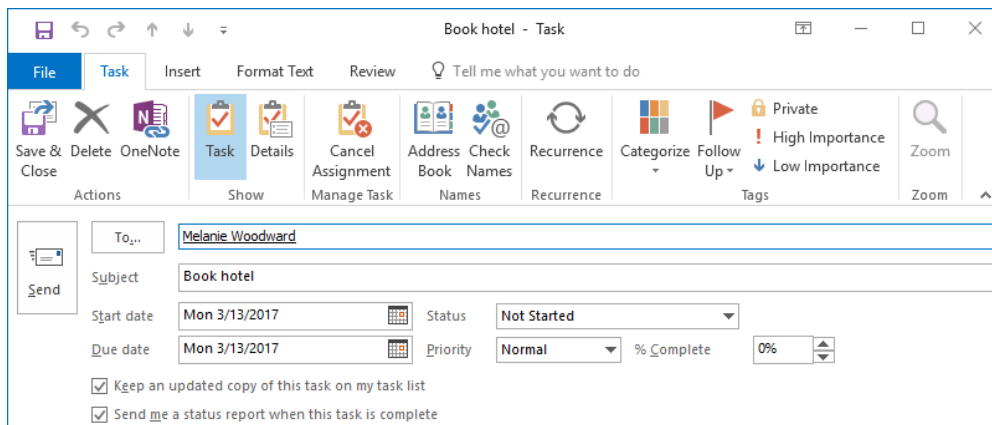 Book hotel - Task
File Task Insert Format Text Review Tell me what you want to do
Save & Close
Delete
OneNote
Task
Details
Cancel Assignment
Address Book
Check Names
Recurrence
Categorize
Follow Up
Private
High Importance
Low Importance
Zoom
Actions Show Manage Task Names Recurrence Tags Zoom
Send
To... Melanie Woodward
Subject Book hotel
Start date Mon 3/13/2017 Status Not Started
Due date Mon 3/13/2017 Priority Normal % Complete 0%
Keep an updated copy of this task on my task list
Send me a status report when this task is complete